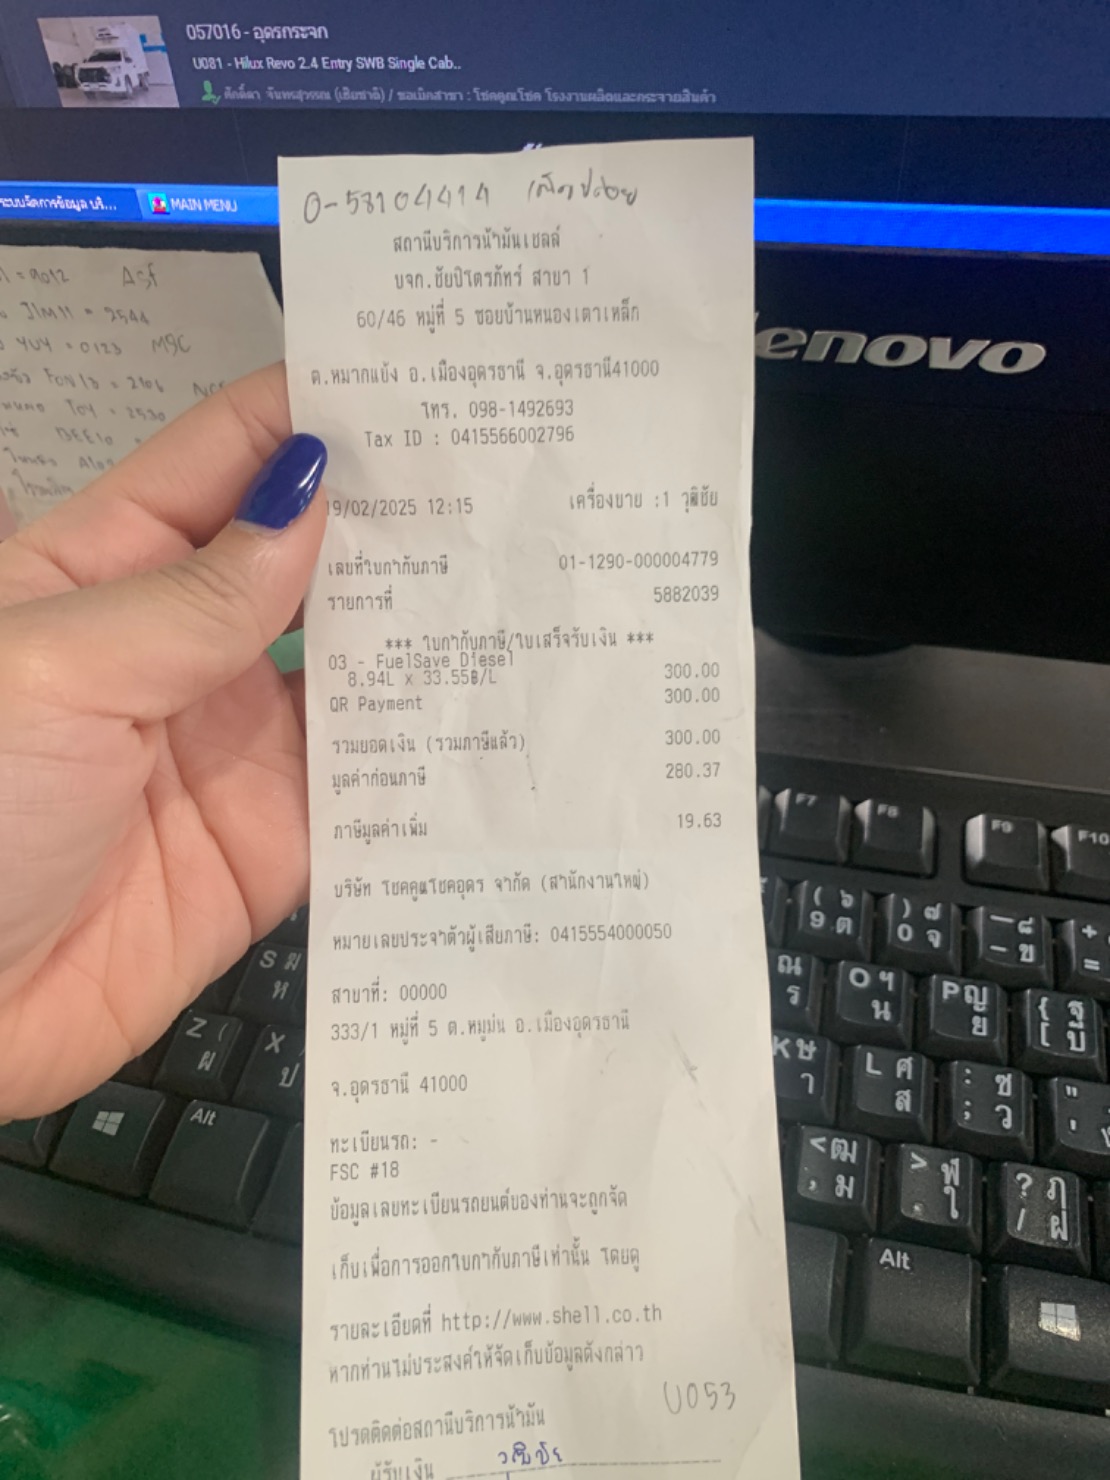 057016 - อุดรกระจก
U081 - Hilux Revo 2.4 Entry SWB Single Cab..
MAIN MENU
0-58104414
สถานีบริการน้ำมันเชลล์
บจก.ชัยปิโตรภัทร์ สาขา 1
60/46 หมู่ที่ 5 ซอยบ้านหนองเตาเหล็ก
ต.หมากแข้ง อ.เมืองอุดรธานี จ.อุดรธานี41000
โทร. 098-1492693
Tax ID : 0415566002796
19/02/2025 12:15 เครื่องขาย :1 วุฒิชัย
เลขที่ใบกำกับภาษี 01-1290-000004779
รายการที่ 5882039
*** ใบกำกับภาษี/ใบเสร็จรับเงิน ***
03 - FuelSave Diesel
8.94L x 33.55฿/L 300.00
QR Payment 300.00
รวมยอดเงิน (รวมภาษีแล้ว) 300.00
มูลค่าก่อนภาษี 280.37
ภาษีมูลค่าเพิ่ม 19.63
บริษัท โชคคูณโชคอุดร จำกัด (สำนักงานใหญ่)
หมายเลขประจำตัวผู้เสียภาษี: 0415554000050
สาขาที่: 00000
333/1 หมู่ที่ 5 ต.หมูม่น อ.เมืองอุดรธานี
จ.อุดรธานี 41000
ทะเบียนรถ: -
FSC #18
ข้อมูลเลขทะเบียนรถยนต์ของท่านจะถูกจัด
เก็บเพื่อการออกใบกำกับภาษีเท่านั้น โดยดู
รายละเอียดที่ http://www.shell.co.th
หากท่านไม่ประสงค์ให้จัดเก็บข้อมูลดังกล่าว
โปรดติดต่อสถานีบริการน้ำมัน
U053
ผู้รับเงิน วุฒิชัย
lenovo
F7 F8 F9 F10
Alt
Alt